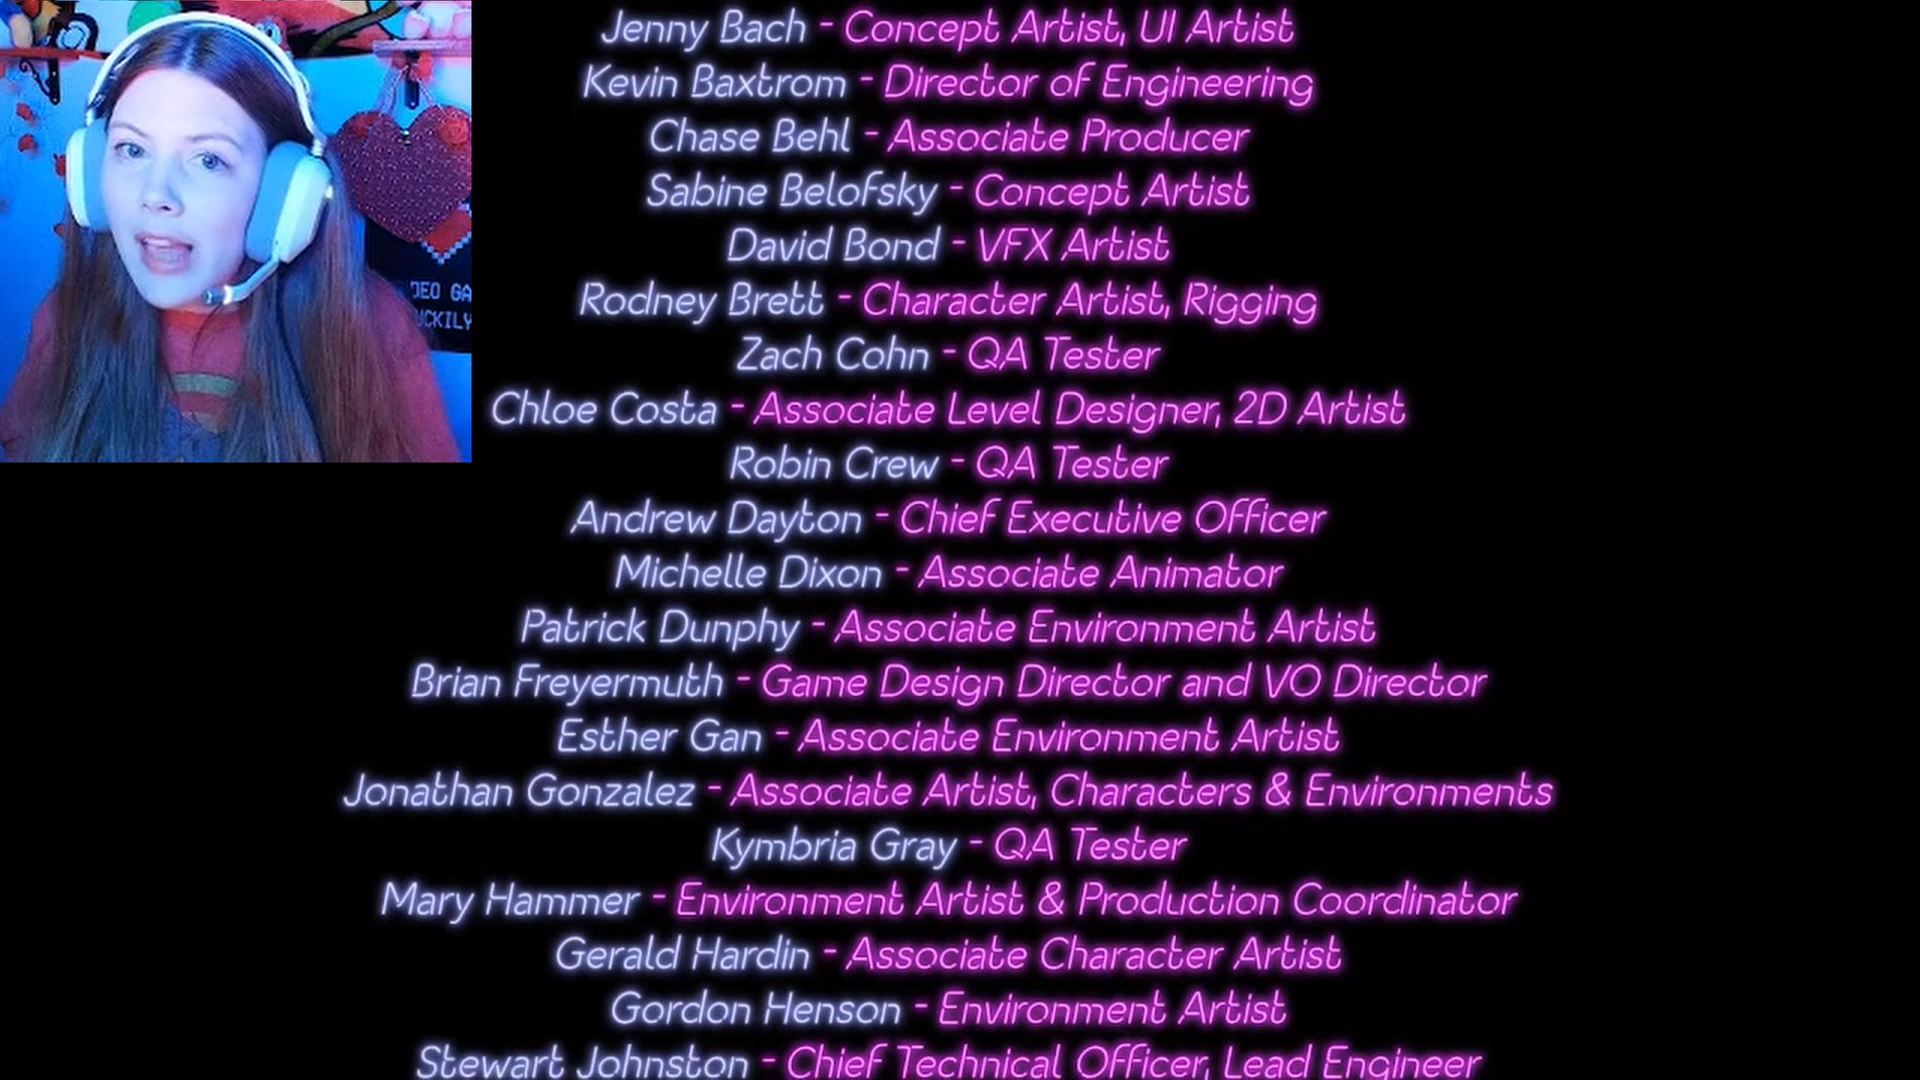 Jenny Bach - Concept Artist, UI Artist
Kevin Baxtrom - Director of Engineering
Chase Behl - Associate Producer
Sabine Belofsky - Concept Artist
David Bond - VFX Artist
Rodney Brett - Character Artist, Rigging
Zach Cohn - QA Tester
Chloe Costa - Associate Level Designer, 2D Artist
Robin Crew - QA Tester
Andrew Dayton - Chief Executive Officer
Michelle Dixon - Associate Animator
Patrick Dunphy - Associate Environment Artist
Brian Freyermuth - Game Design Director and VO Director
Esther Gan - Associate Environment Artist
Jonathan Gonzalez - Associate Artist, Characters & Environments
Kymbria Gray - QA Tester
Mary Hammer - Environment Artist & Production Coordinator
Gerald Hardin - Associate Character Artist
Gordon Henson - Environment Artist
Stewart Johnston - Chief Technical Officer, Lead Engineer